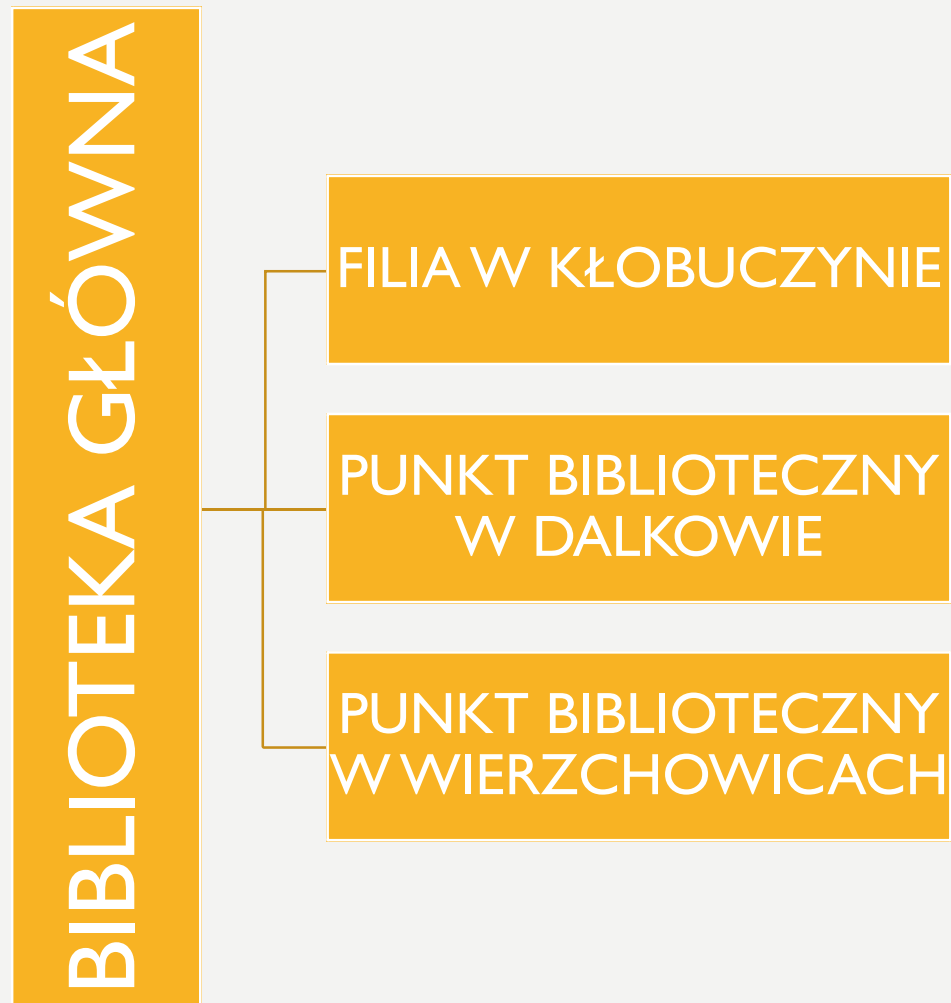 BIBLIOTEKA GŁÓWNA
FILIA W KŁOBUCZYNIE
PUNKT BIBLIOTECZNY
W DALKOWIE
PUNKT BIBLIOTECZNY
W WIERZCHOWICACH